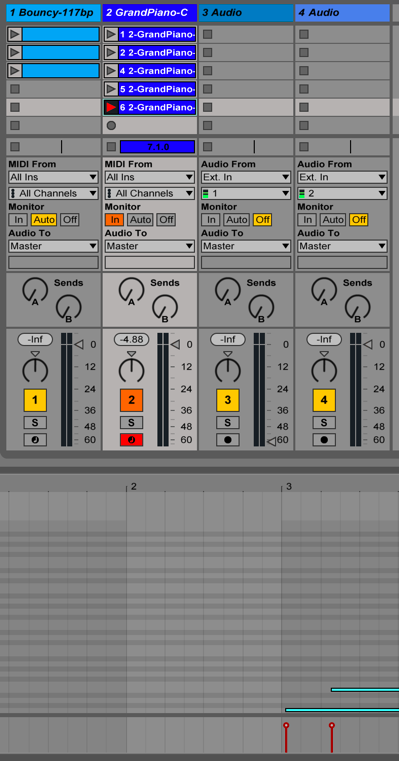 1 Bouncy-117bp 2 GrandPiano-C 3 Audio 4 Audio
1 2-GrandPiano-
2 2-GrandPiano-
4 2-GrandPiano-
5 2-GrandPiano-
6 2-GrandPiano-
7.1.0
MIDI From MIDI From Audio From Audio From
All Ins All Ins Ext. In Ext. In
All Channels All Channels 1 2
Monitor Monitor Monitor Monitor
In Auto Off In Auto Off In Auto Off In Auto Off
Audio To Audio To Audio To Audio To
Master Master Master Master
Sends Sends Sends Sends
A A A A
B B B B
-Inf -4.88 -Inf -Inf
0 0 0 0
12 12 12 12
24 24 24 24
1 2 3 4
36 36 36 36
S S S S
48 48 48 48
60 60 60 60
2 3